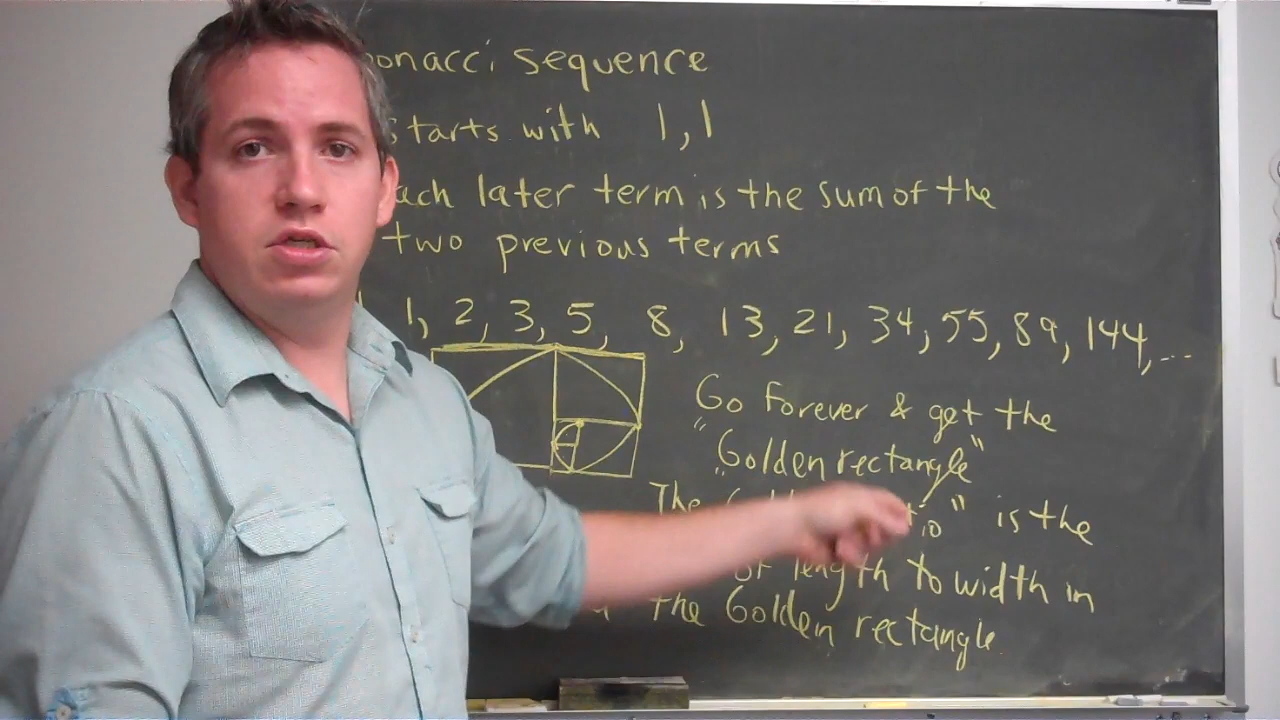 onacci sequence
starts with 1, 1
ach later term is the sum of the
two previous terms
1, 2, 3, 5, 8, 13, 21, 34, 55, 89, 144, ...
Go forever & get the
"Golden rectangle"
The " is the
of length to width in
the Golden rectangle